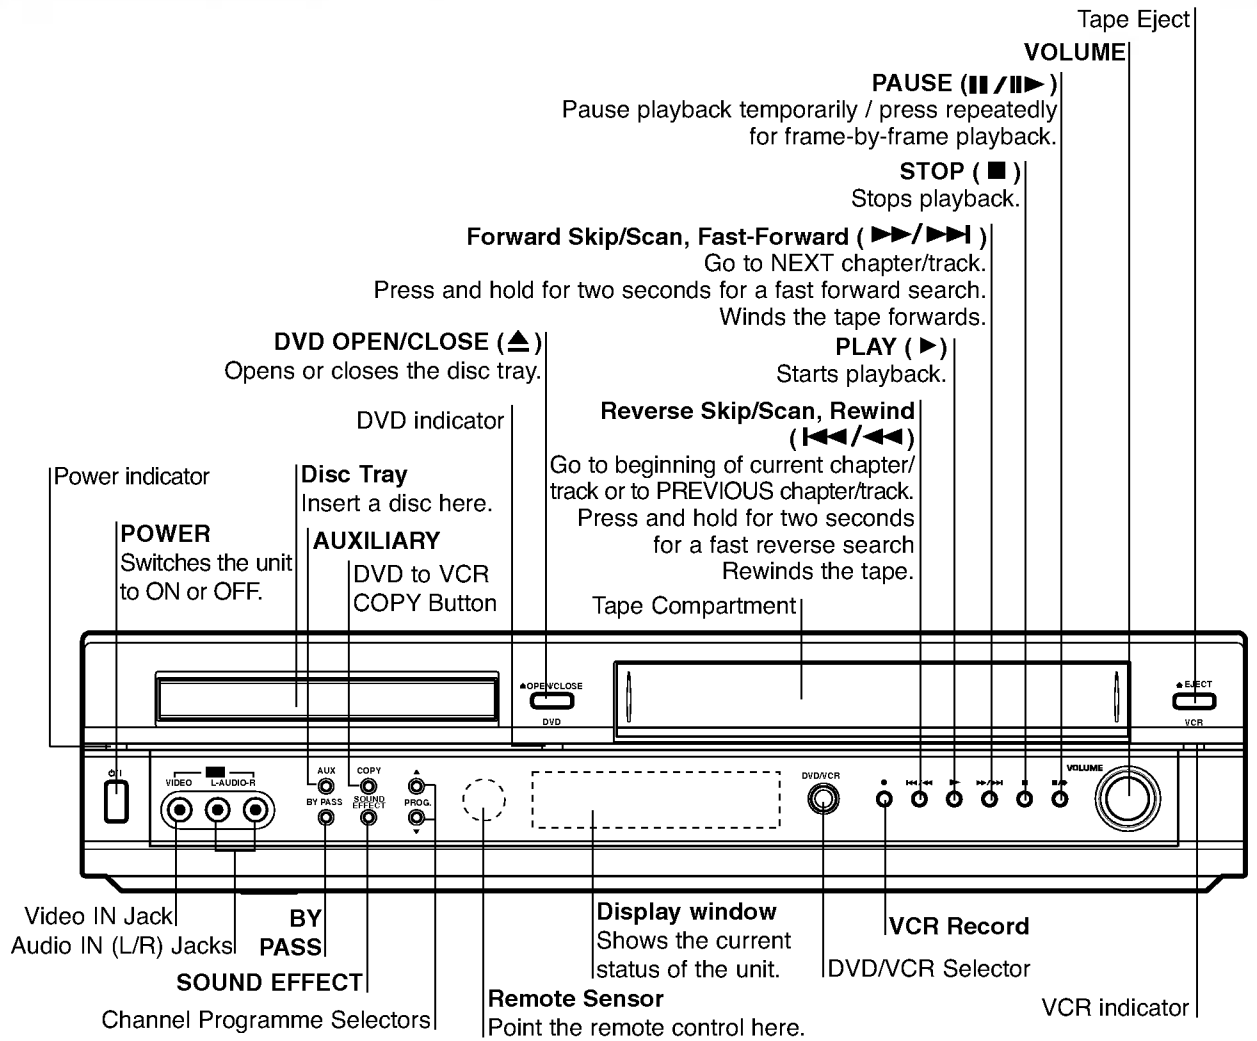 Tape Eject
VOLUME
PAUSE (▮▮/▮▮▶)
Pause playback temporarily / press repeatedly
for frame-by-frame playback.
STOP ( ■ )
Stops playback.
Forward Skip/Scan, Fast-Forward ( ▶▶/▶▶I )
Go to NEXT chapter/track.
Press and hold for two seconds for a fast forward search.
Winds the tape forwards.
DVD OPEN/CLOSE (⏏)
Opens or closes the disc tray.
PLAY ( ▶ )
Starts playback.
DVD indicator
Reverse Skip/Scan, Rewind
( I◀◀/◀◀ )
Go to beginning of current chapter/
track or to PREVIOUS chapter/track.
Press and hold for two seconds
for a fast reverse search
Rewinds the tape.
Power indicator
Disc Tray
Insert a disc here.
POWER
Switches the unit
to ON or OFF.
AUXILIARY
DVD to VCR
COPY Button
Tape Compartment
⏏OPEN/CLOSE
DVD
⏏ EJECT
VCR
VIDEO
L-AUDIO-R
AUX
COPY
BY PASS
SOUND
EFFECT
▲
PROG.
▼
DVD/VCR
●
I◀◀/◀◀
▶
▶▶/▶▶I
■
VOLUME
Video IN Jack
Audio IN (L/R) Jacks
BY
PASS
SOUND EFFECT
Channel Programme Selectors
Display window
Shows the current
status of the unit.
Remote Sensor
Point the remote control here.
VCR Record
DVD/VCR Selector
VCR indicator